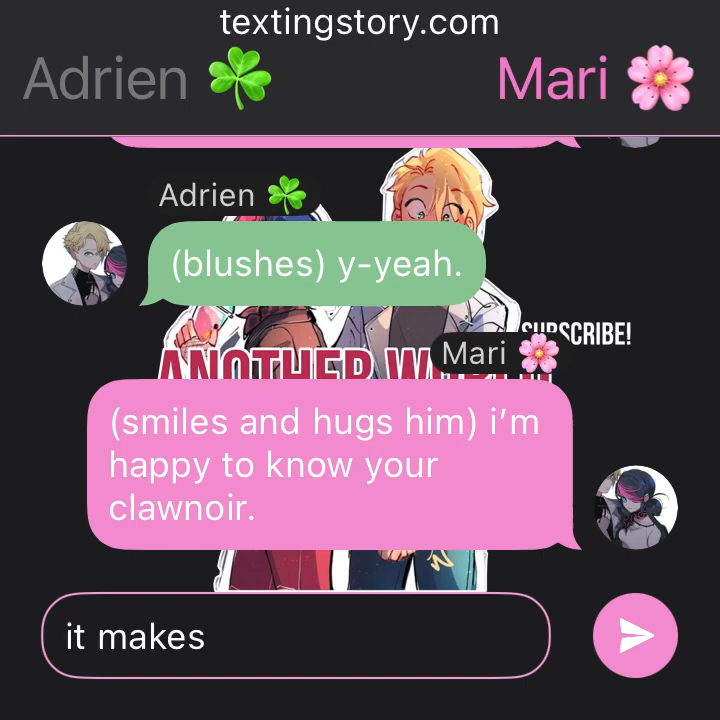 textingstory.com
Adrien ☘️
Mari 🌸
Adrien ☘️
(blushes) y-yeah.
SUBSCRIBE!
ANOTHER
Mari 🌸
(smiles and hugs him) i’m
happy to know your
clawnoir.
it makes